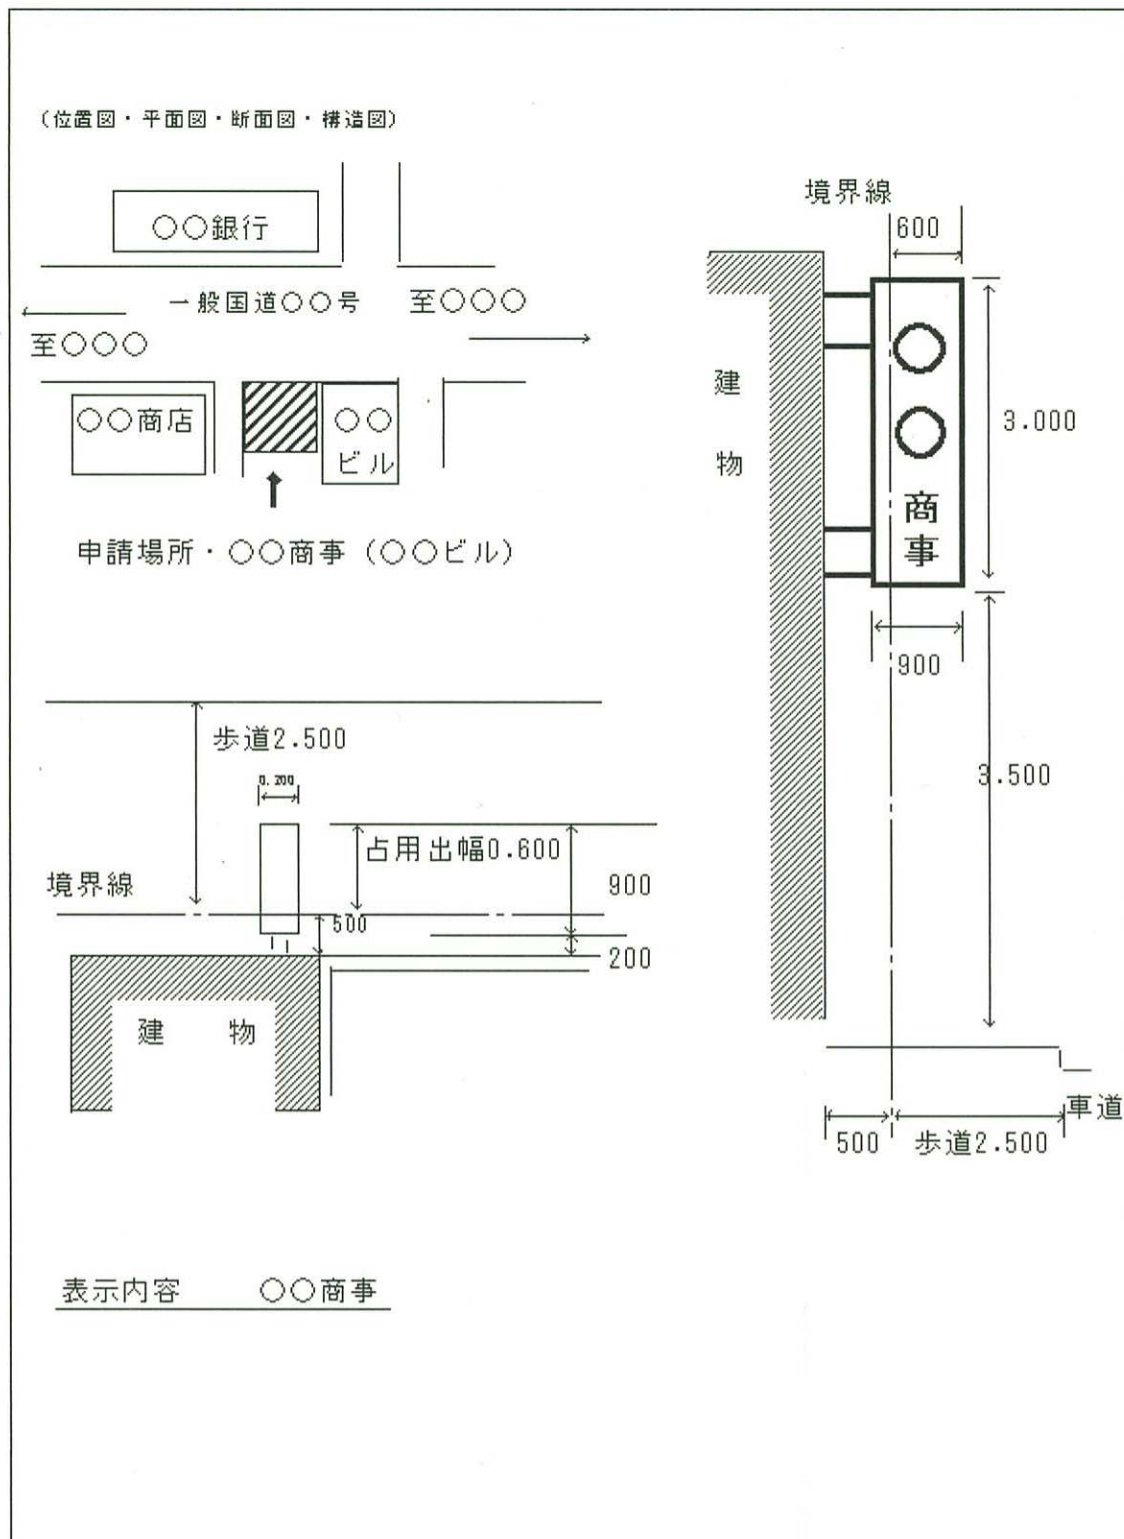 (位置図・平面図・断面図・構造図)
○○銀行
一般国道○○号
至○○○
至○○○
○○商店
○○
ビル
申請場所・○○商事(○○ビル)
歩道2.500
0.200
占用出幅0.600
境界線
900
500
200
建 物
境界線
600
建
物
○
○
商
事
3.000
900
3.500
車道
500
歩道2.500
表示内容 ○○商事